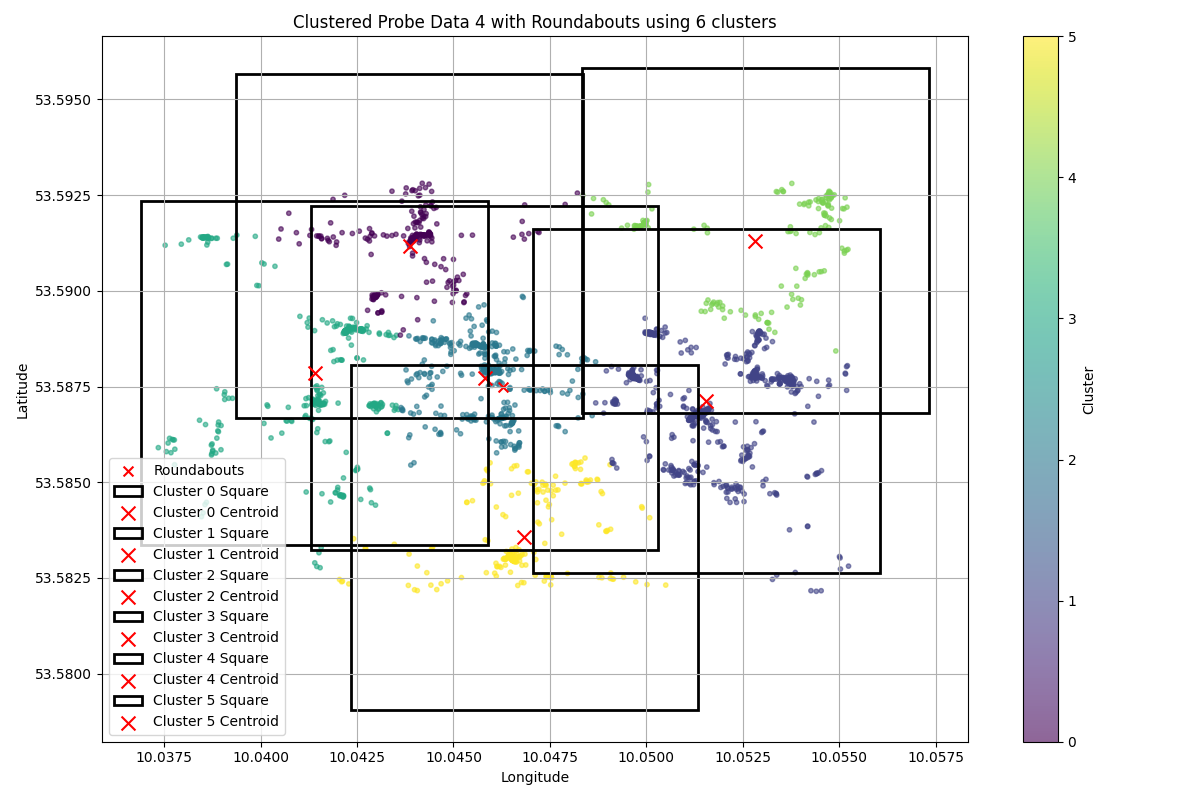 Clustered Probe Data 4 with Roundabouts using 6 clusters
53.5950
53.5925
53.5900
53.5875
53.5850
53.5825
53.5800
Latitude
10.0375
10.0400
10.0425
10.0450
10.0475
10.0500
10.0525
10.0550
10.0575
Longitude
Roundabouts
Cluster 0 Square
Cluster 0 Centroid
Cluster 1 Square
Cluster 1 Centroid
Cluster 2 Square
Cluster 2 Centroid
Cluster 3 Square
Cluster 3 Centroid
Cluster 4 Square
Cluster 4 Centroid
Cluster 5 Square
Cluster 5 Centroid
5
4
3
2
1
0
Cluster